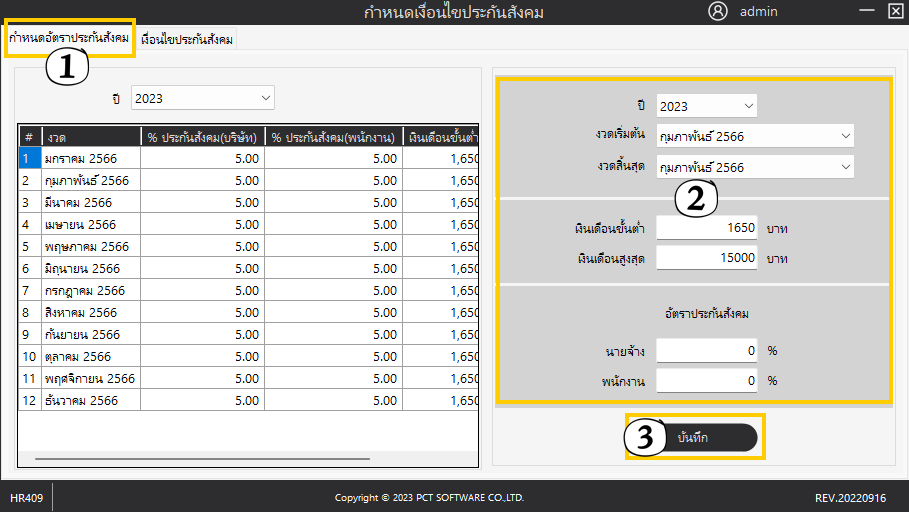 กำหนดเงื่อนไขประกันสังคม
admin
กำหนดอัตราประกันสังคม
เงื่อนไขประกันสังคม
1
ปี 2023
# งวด % ประกันสังคม(บริษัท) % ประกันสังคม(พนักงาน) เงินเดือนขั้นต่ำ
1 มกราคม 2566 5.00 5.00 1,650
2 กุมภาพันธ์ 2566 5.00 5.00 1,650
3 มีนาคม 2566 5.00 5.00 1,650
4 เมษายน 2566 5.00 5.00 1,650
5 พฤษภาคม 2566 5.00 5.00 1,650
6 มิถุนายน 2566 5.00 5.00 1,650
7 กรกฎาคม 2566 5.00 5.00 1,650
8 สิงหาคม 2566 5.00 5.00 1,650
9 กันยายน 2566 5.00 5.00 1,650
10 ตุลาคม 2566 5.00 5.00 1,650
11 พฤศจิกายน 2566 5.00 5.00 1,650
12 ธันวาคม 2566 5.00 5.00 1,650
ปี 2023
งวดเริ่มต้น กุมภาพันธ์ 2566
งวดสิ้นสุด กุมภาพันธ์ 2566
2
เงินเดือนขั้นต่ำ 1650 บาท
เงินเดือนสูงสุด 15000 บาท
อัตราประกันสังคม
นายจ้าง 0 %
พนักงาน 0 %
3
บันทึก
HR409
Copyright © 2023 PCT SOFTWARE CO.,LTD.
REV.20220916